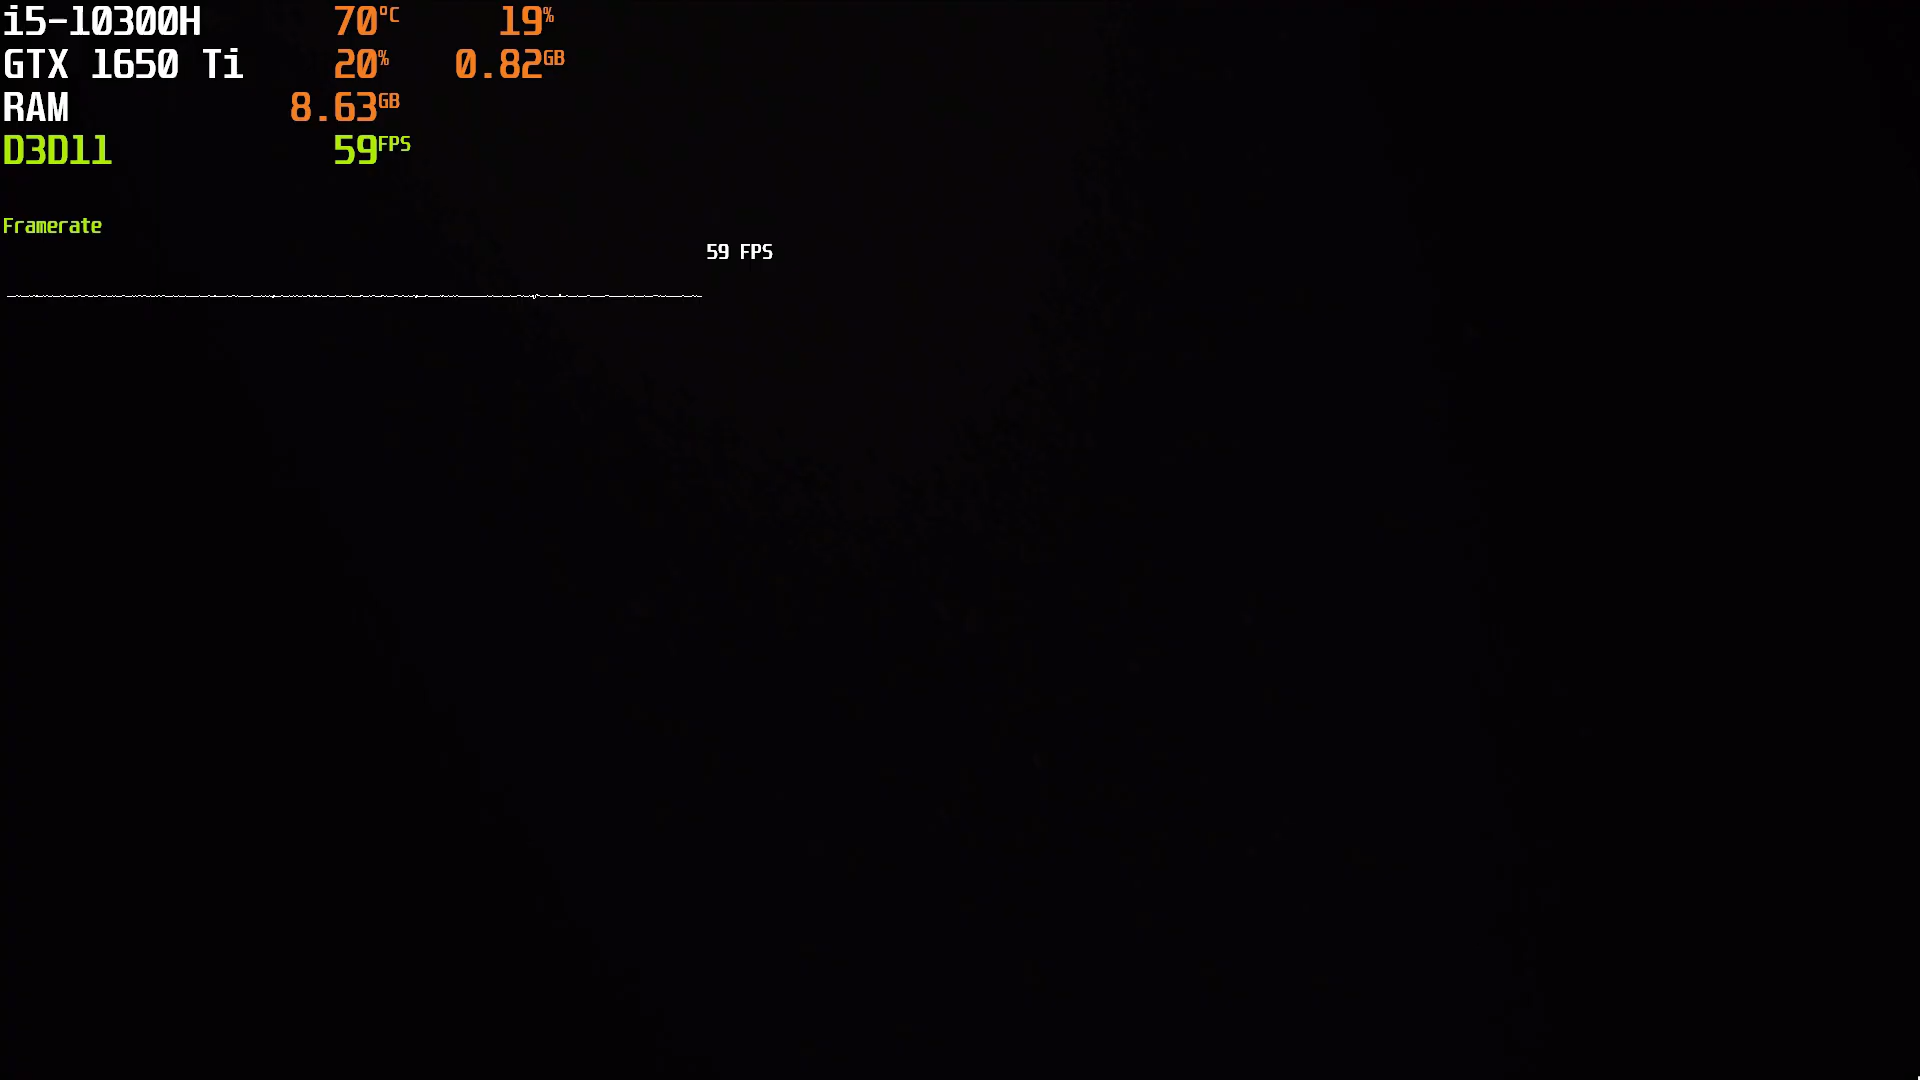 i5-10300H 70°C 19%
GTX 1650 Ti 20% 0.82GB
RAM 8.63GB
D3D11 59FPS
Framerate
59 FPS